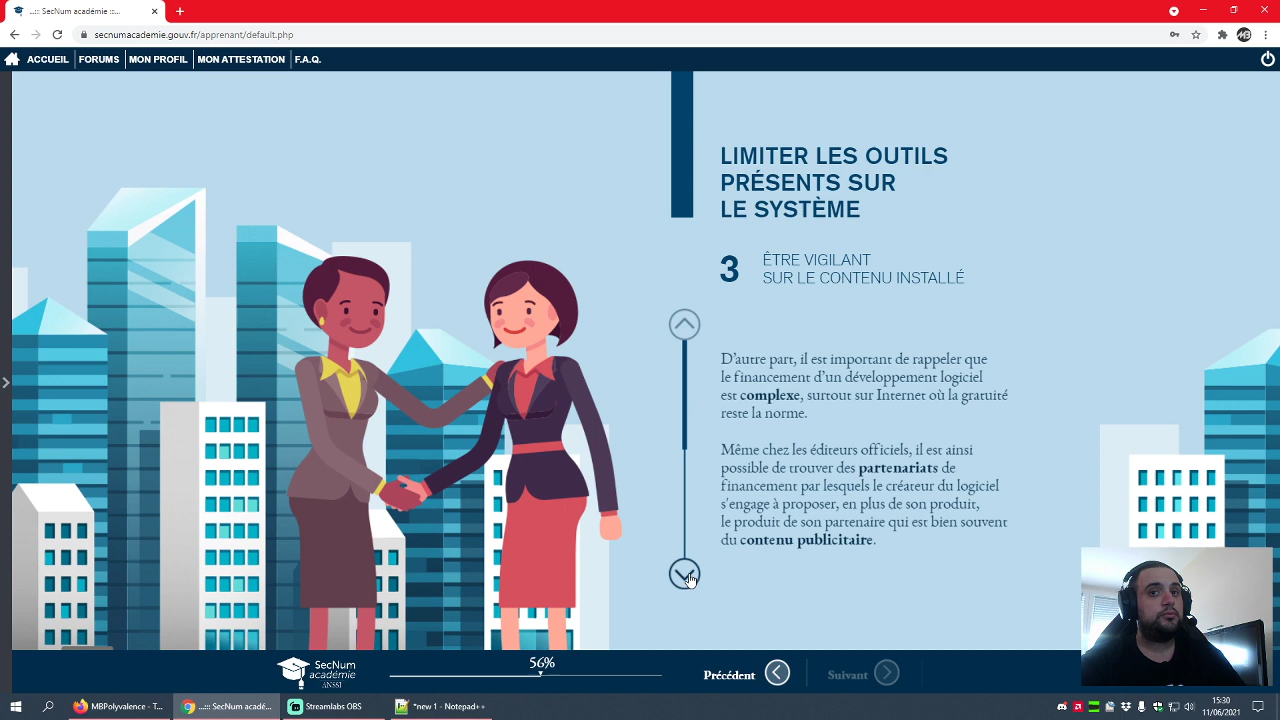 ...:: SecNum académie ::...
secnumacademie.gouv.fr/apprenant/default.php
ACCUEIL FORUMS MON PROFIL MON ATTESTATION F.A.Q.
LIMITER LES OUTILS
PRÉSENTS SUR
LE SYSTÈME
3 ÊTRE VIGILANT
SUR LE CONTENU INSTALLÉ
D'autre part, il est important de rappeler que
le financement d'un développement logiciel
est complexe, surtout sur Internet où la gratuité
reste la norme.
Même chez les éditeurs officiels, il est ainsi
possible de trouver des partenariats de
financement par lesquels le créateur du logiciel
s'engage à proposer, en plus de son produit,
le produit de son partenaire qui est bien souvent
du contenu publicitaire.
SecNum
académie
ANSSI
56%
Précédent
Suivant
MBPolyvalence - T...
...:: SecNum acadé...
Streamlabs OBS
*new 1 - Notepad++
15:30
11/06/2021